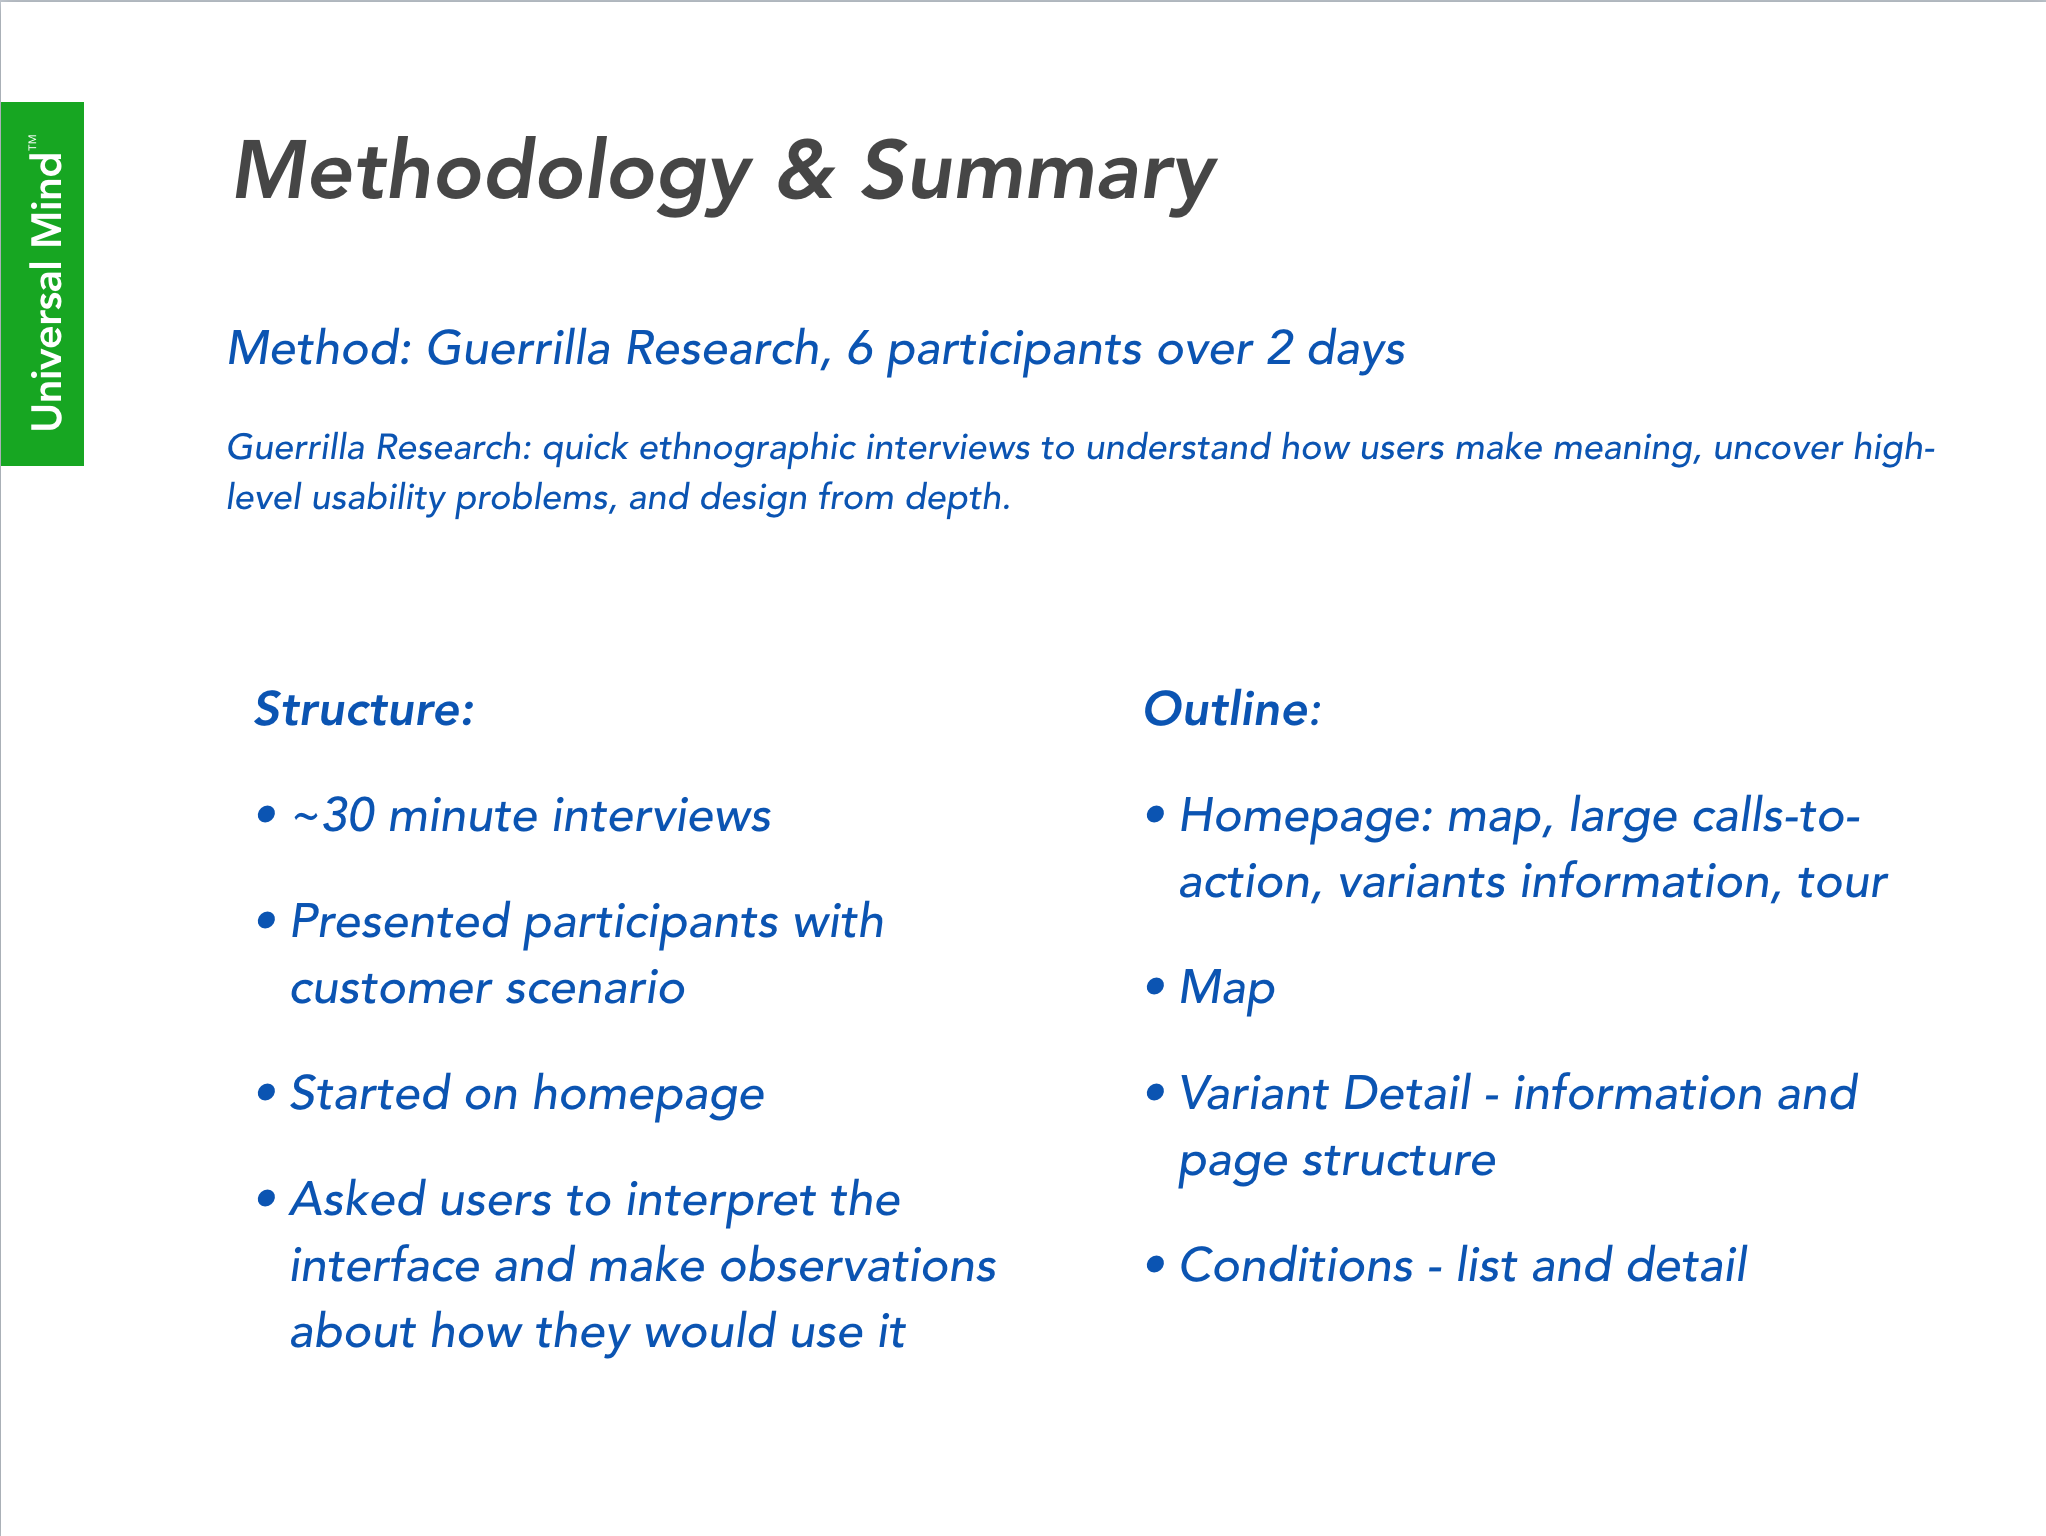 Universal Mind™
Methodology & Summary
Method: Guerrilla Research, 6 participants over 2 days
Guerrilla Research: quick ethnographic interviews to understand how users make meaning, uncover high-
level usability problems, and design from depth.
Structure:
• ~30 minute interviews
• Presented participants with
customer scenario
• Started on homepage
• Asked users to interpret the
interface and make observations
about how they would use it
Outline:
• Homepage: map, large calls-to-
action, variants information, tour
• Map
• Variant Detail - information and
page structure
• Conditions - list and detail